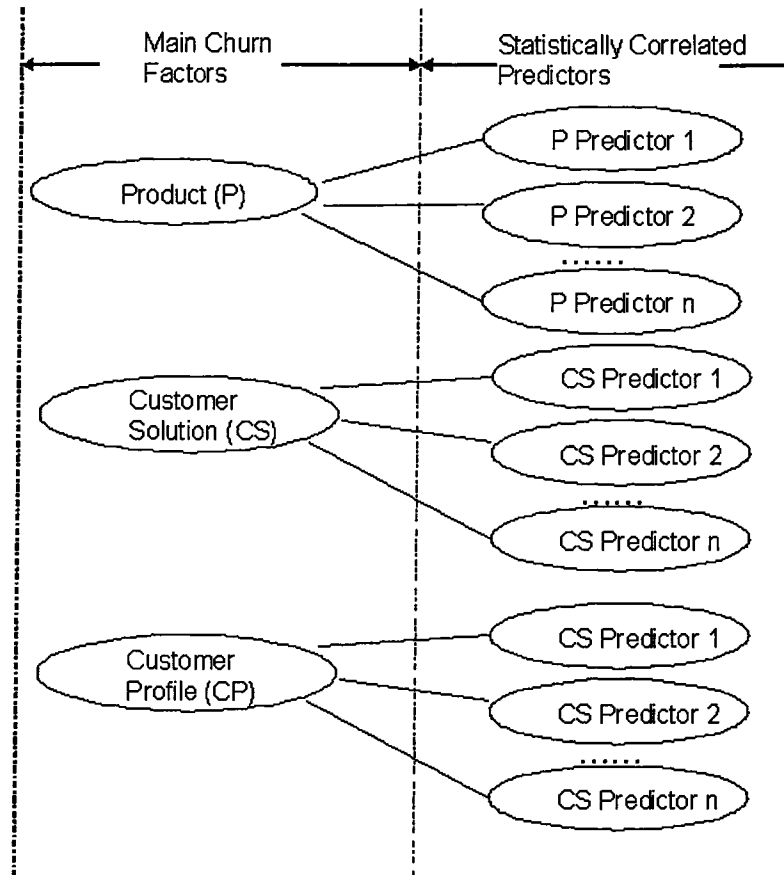 Main Churn
Factors
Statistically Correlated
Predictors
Product (P)
P Predictor 1
P Predictor 2
......
P Predictor n
Customer
Solution (CS)
CS Predictor 1
CS Predictor 2
......
CS Predictor n
Customer
Profile (CP)
CS Predictor 1
CS Predictor 2
......
CS Predictor n